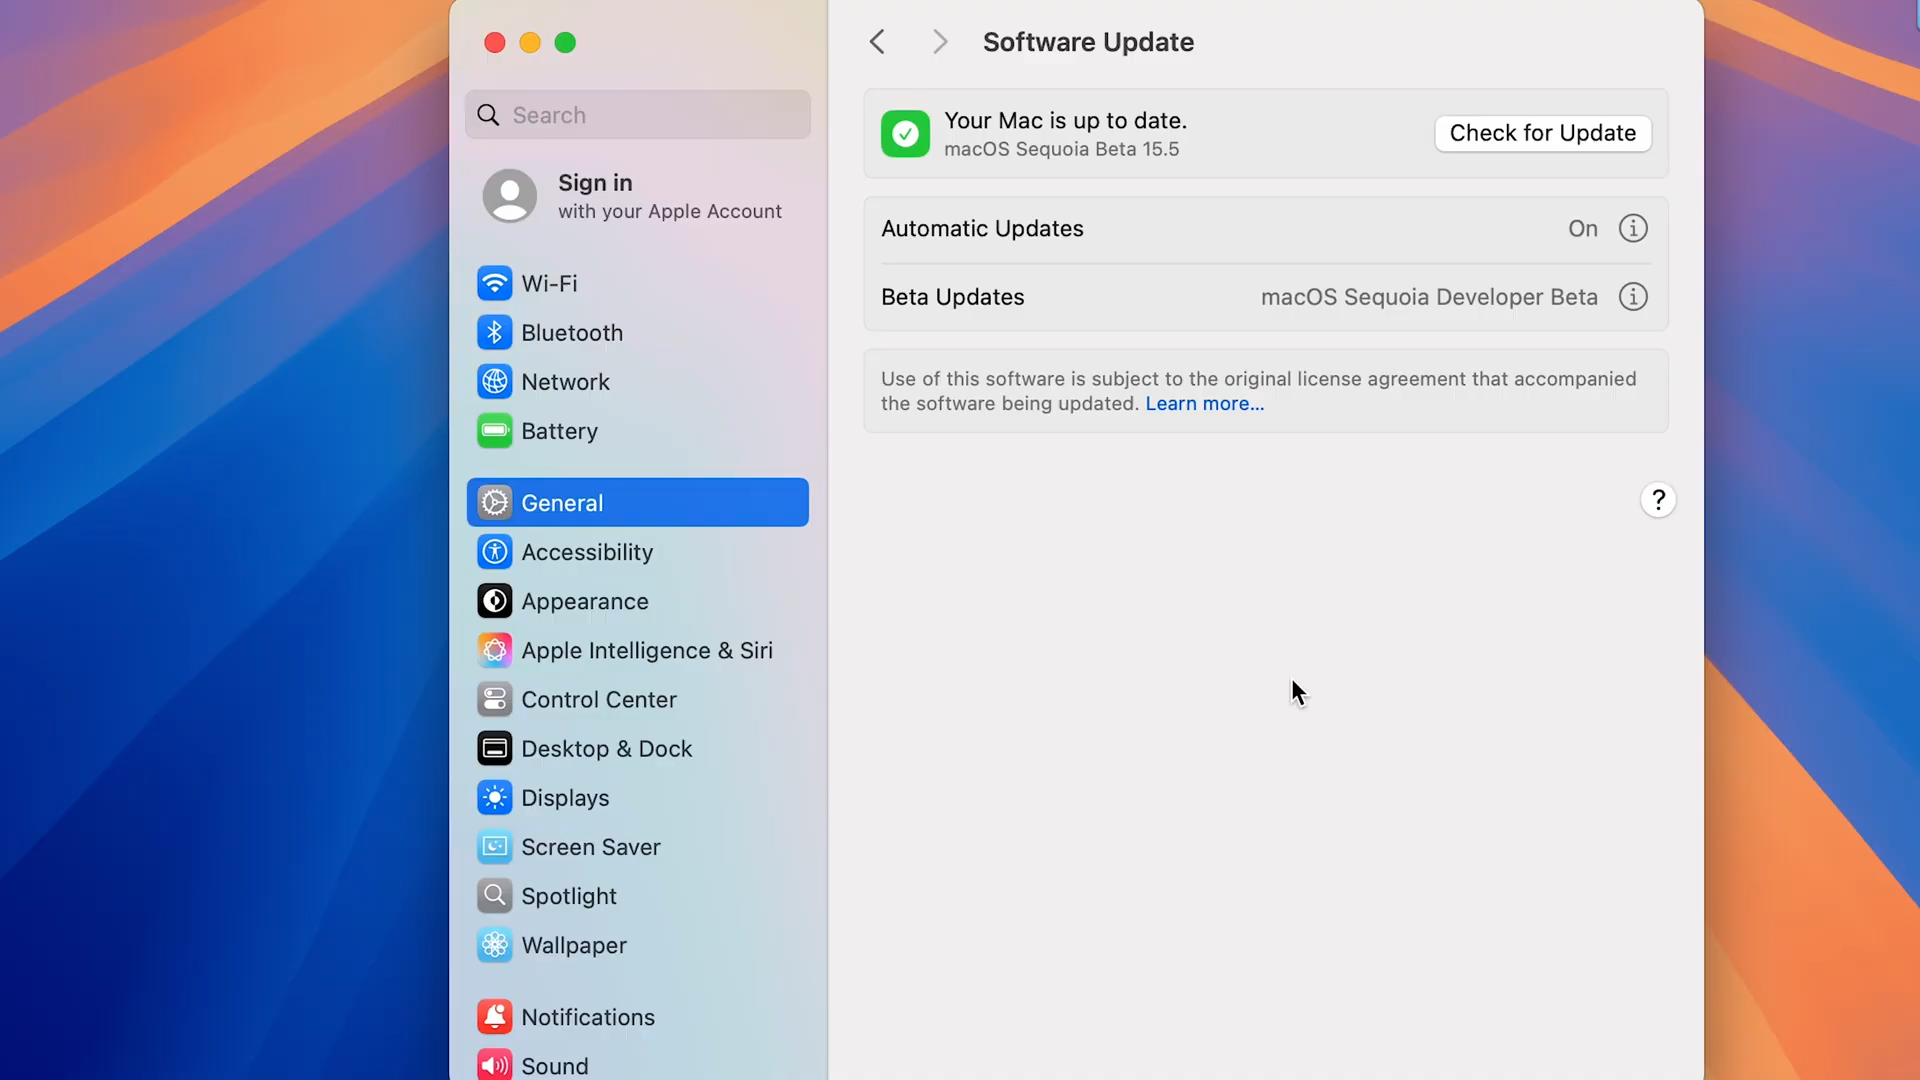 Search
Sign in
with your Apple Account
Wi-Fi
Bluetooth
Network
Battery
General
Accessibility
Appearance
Apple Intelligence & Siri
Control Center
Desktop & Dock
Displays
Screen Saver
Spotlight
Wallpaper
Notifications
Sound
Software Update
Your Mac is up to date.
macOS Sequoia Beta 15.5
Check for Update
Automatic Updates
On
Beta Updates
macOS Sequoia Developer Beta
Use of this software is subject to the original license agreement that accompanied
the software being updated. Learn more...
?